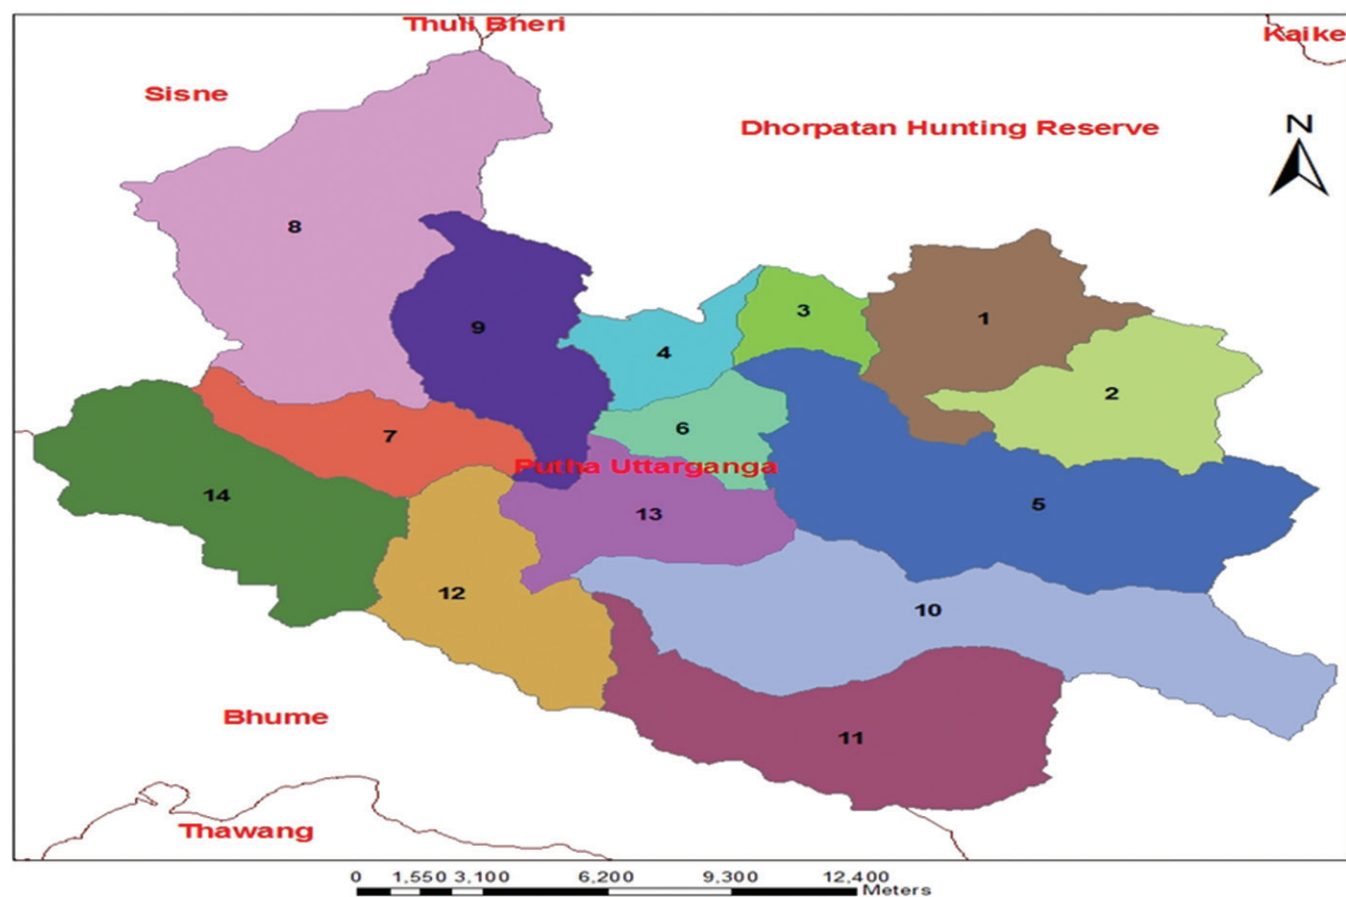 Thuli Bheri
Kaike
Sisne
Dhorpatan Hunting Reserve
N
8
3
1
9
4
2
6
7
Putha Uttarganga
14
5
13
12
10
Bhume
11
Thawang
0 1,550 3,100 6,200 9,300 12,400
Meters